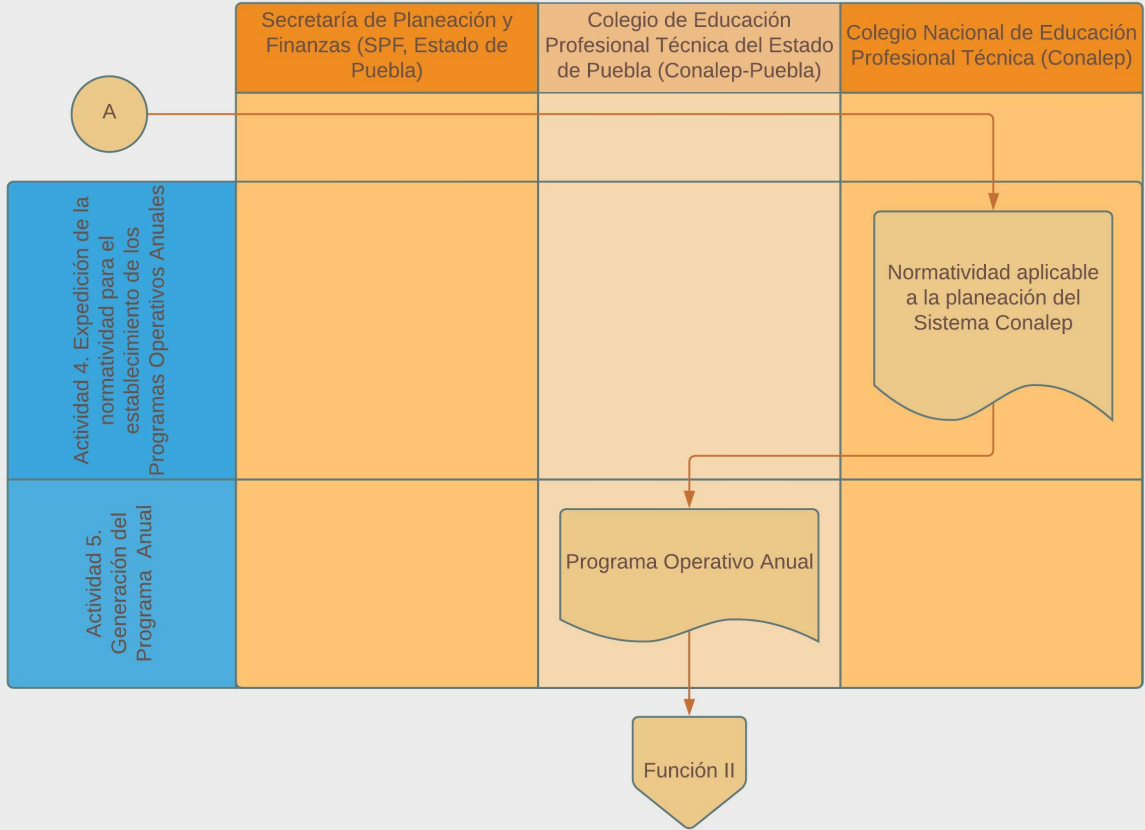 Secretaría de Planeación y
Finanzas (SPF, Estado de
Puebla)
Colegio de Educación
Profesional Técnica del Estado
de Puebla (Conalep-Puebla)
Colegio Nacional de Educación
Profesional Técnica (Conalep)
A
Actividad 4. Expedición de la
normatividad para el
establecimiento de los
Programas Operativos Anuales
Normatividad aplicable
a la planeación del
Sistema Conalep
Actividad 5.
Generación del
Programa Anual
Programa Operativo Anual
Función II